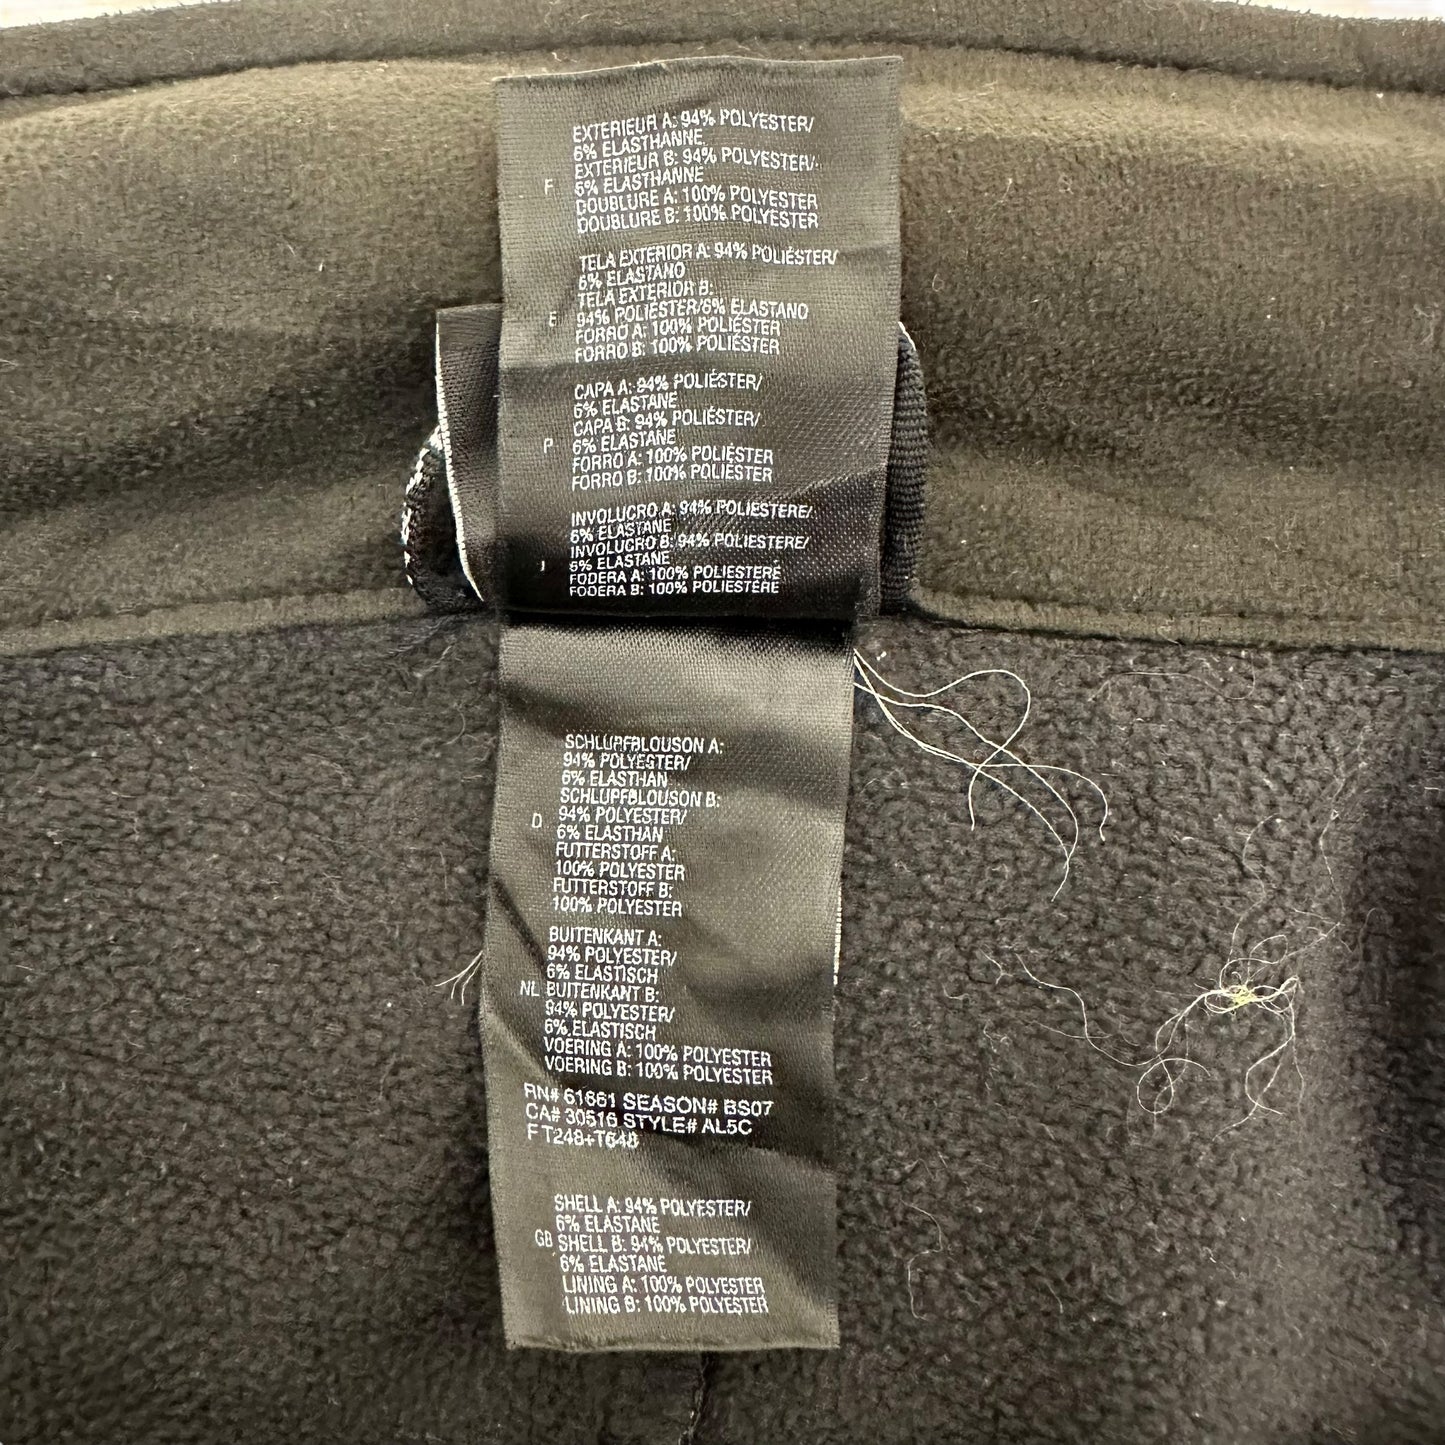 EXTERIEUR A: 94% POLYESTER/
6% ELASTHANNE
EXTERIEUR B: 94% POLYESTER/
F 6% ELASTHANNE
DOUBLURE A: 100% POLYESTER
DOUBLURE B: 100% POLYESTER
TELA EXTERIOR A: 94% POLIÉSTER/
6% ELASTANO
TELA EXTERIOR B:
E 94% POLIÉSTER/6% ELASTANO
FORRO A: 100% POLIÉSTER
FORRO B: 100% POLIÉSTER
CAPA A: 94% POLIÉSTER/
6% ELASTANE
CAPA B: 94% POLIÉSTER/
P 6% ELASTANE
FORRO A: 100% POLIÉSTER
FORRO B: 100% POLIÉSTER
INVOLUCRO A: 94% POLIESTERE/
6% ELASTANE
INVOLUCRO B: 94% POLIESTERE/
I 6% ELASTANE
FODERA A: 100% POLIESTERE
FODERA B: 100% POLIESTERE
SCHLUPFBLOUSON A:
94% POLYESTER/
6% ELASTHAN
SCHLUPFBLOUSON B:
D 94% POLYESTER/
6% ELASTHAN
FUTTERSTOFF A:
100% POLYESTER
FUTTERSTOFF B:
100% POLYESTER
BUITENKANT A:
94% POLYESTER/
6% ELASTISCH
NL BUITENKANT B:
94% POLYESTER/
6% ELASTISCH
VOERING A: 100% POLYESTER
VOERING B: 100% POLYESTER
RN# 61661 SEASON# BS07
CA# 30516 STYLE# AL5C
F T248+T648
SHELL A: 94% POLYESTER/
6% ELASTANE
GB SHELL B: 94% POLYESTER/
6% ELASTANE
LINING A: 100% POLYESTER
LINING B: 100% POLYESTER